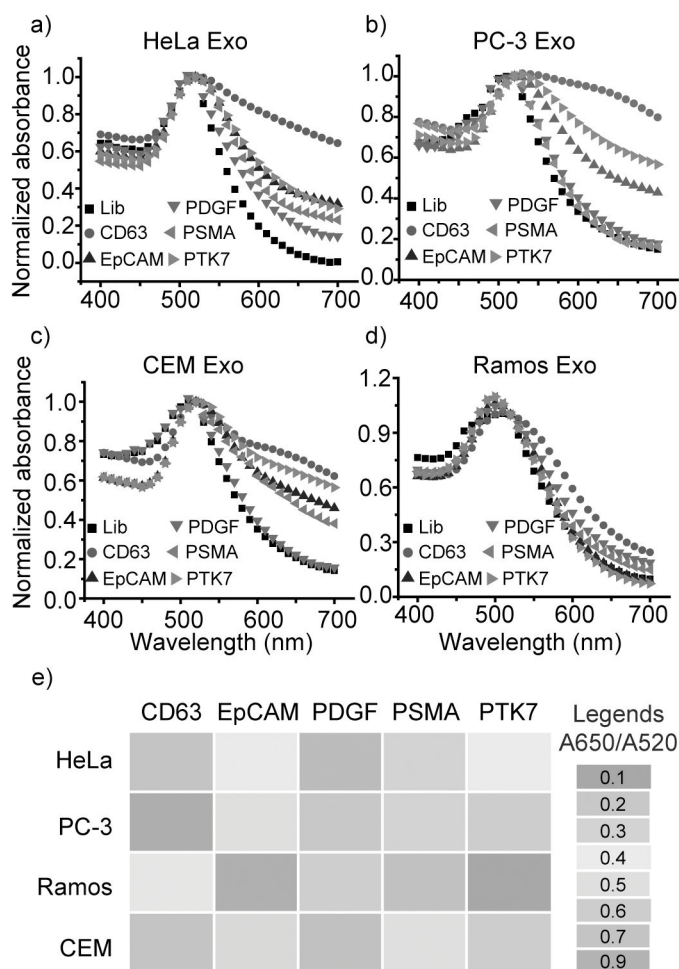 a)
HeLa Exo
Normalized absorbance
1.0
0.8
0.6
0.4
0.2
0.0
Lib
CD63
EpCAM
PDGF
PSMA
PTK7
400
500
600
700
b)
PC-3 Exo
1.0
0.8
0.6
0.4
0.2
Lib
CD63
EpCAM
PDGF
PSMA
PTK7
400
500
600
700
c)
CEM Exo
Normalized absorbance
1.0
0.8
0.6
0.4
0.2
0.0
Lib
CD63
EpCAM
PDGF
PSMA
PTK7
400
500
600
700
Wavelength (nm)
d)
Ramos Exo
1.2
0.9
0.6
0.3
0.0
Lib
CD63
EpCAM
PDGF
PSMA
PTK7
400
500
600
700
Wavelength (nm)
e)
CD63 EpCAM PDGF PSMA PTK7
HeLa
PC-3
Ramos
CEM
Legends
A650/A520
0.1
0.2
0.3
0.4
0.5
0.6
0.7
0.9